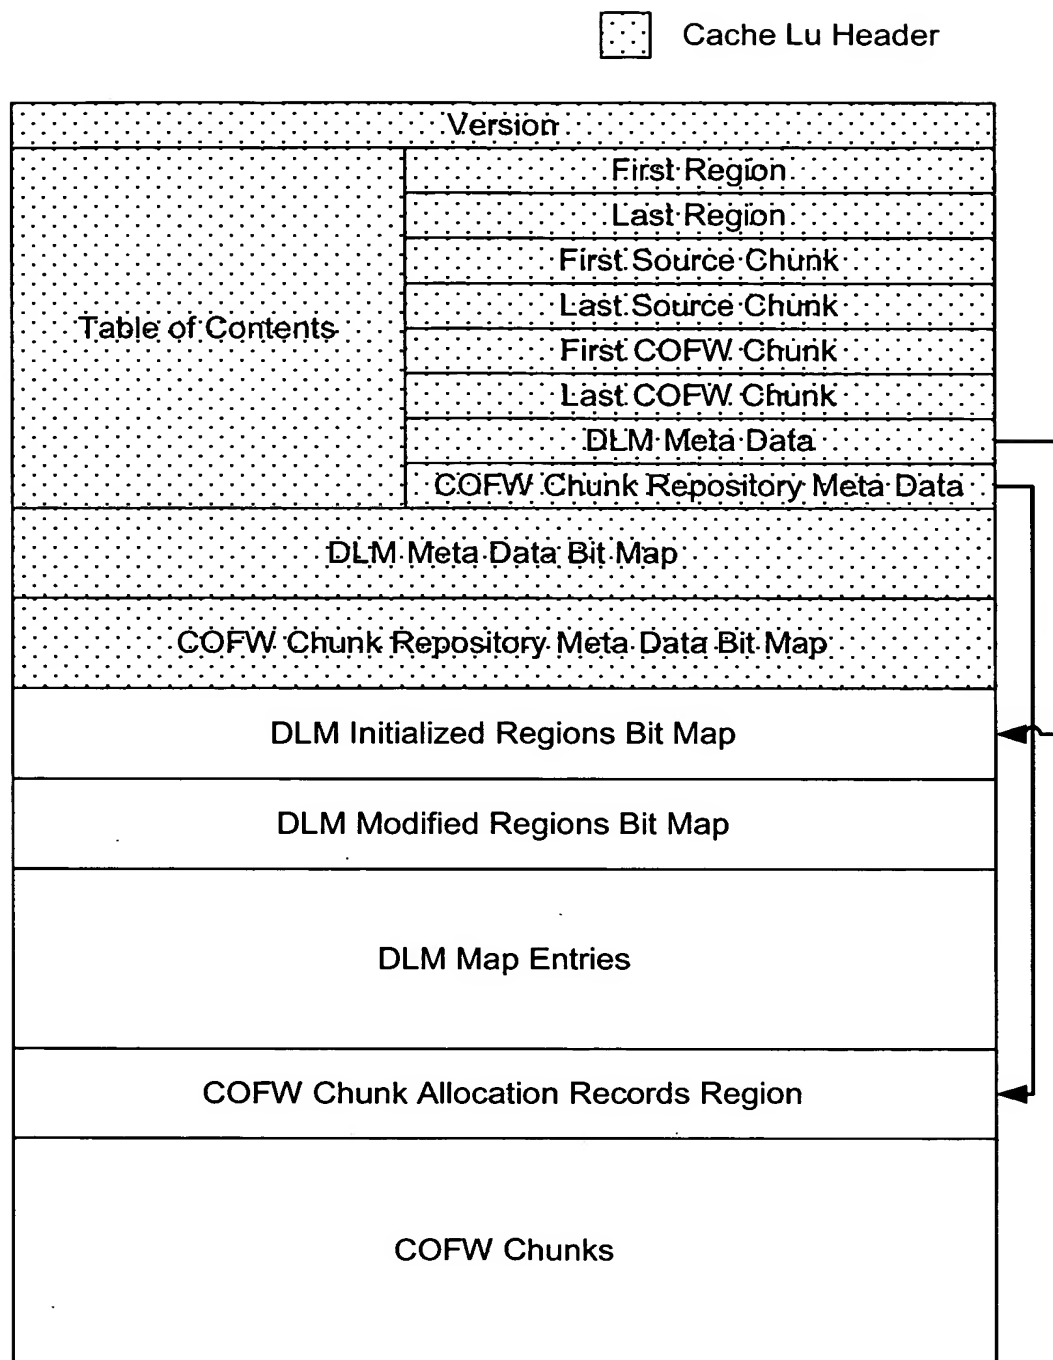 Cache Lu Header
Version
Table of Contents
First Region
Last Region
First Source Chunk
Last Source Chunk
First COFW Chunk
Last COFW Chunk
DLM Meta Data
COFW Chunk Repository Meta Data
DLM Meta Data Bit Map
COFW Chunk Repository Meta Data Bit Map
DLM Initialized Regions Bit Map
DLM Modified Regions Bit Map
DLM Map Entries
COFW Chunk Allocation Records Region
COFW Chunks